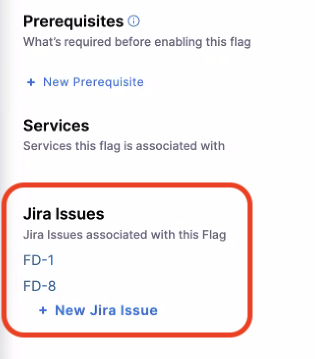 Prerequisites
What's required before enabling this flag
+ New Prerequisite
Services
Services this flag is associated with
Jira Issues
Jira Issues associated with this Flag
FD-1
FD-8
+ New Jira Issue